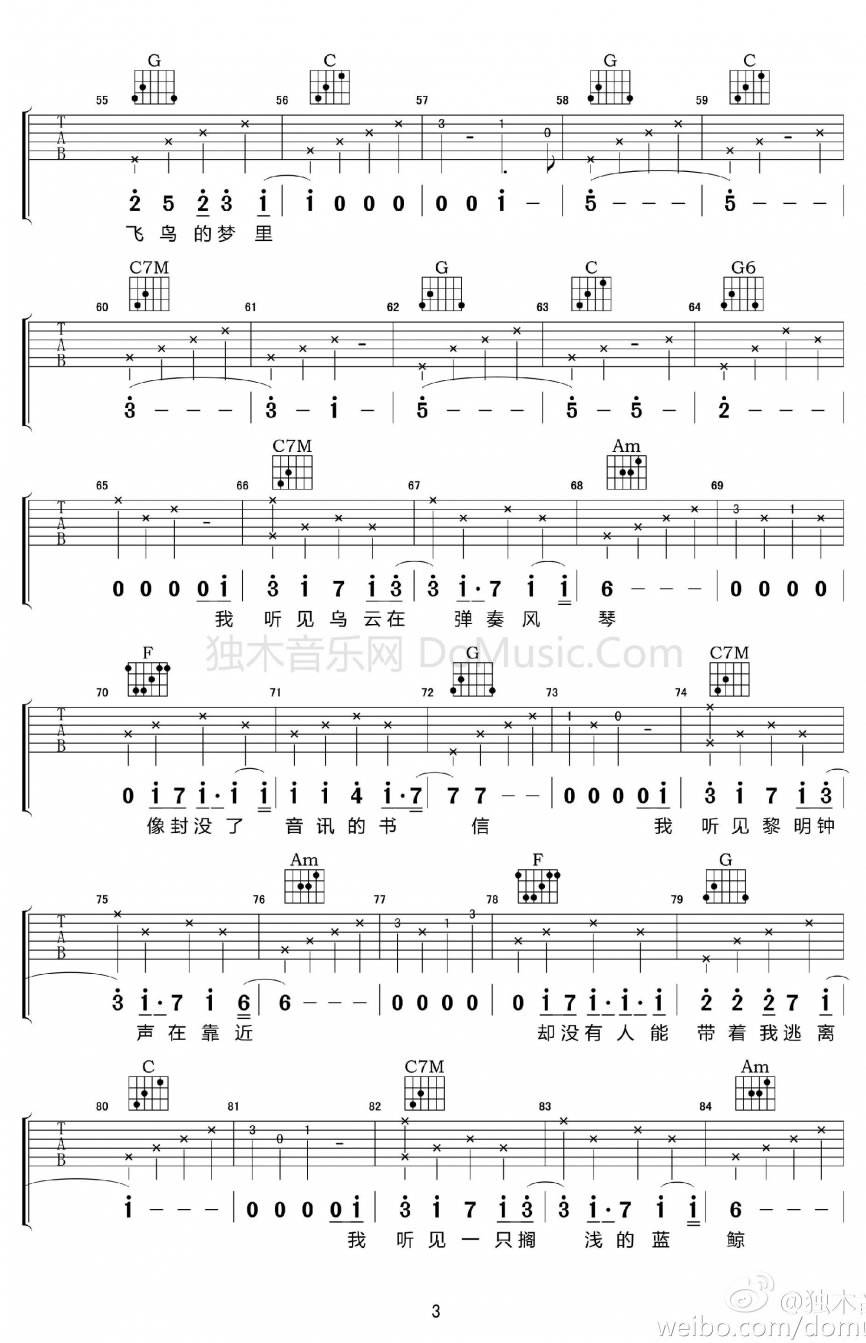 G C G C
55 56 57 58 59
T A B 3 1 0
2 5 2 3 1 1 0 0 0 0 0 1 – 5 – – – 5 – – –
飞鸟的梦里
C7M G C G6
60 61 62 63 64
T A B
3 – – – 3 – 1 – 5 – – – 5 – 5 – 2 – – –
C7M Am
65 66 67 68 69
T A B 3 1
0 0 0 0 1 3 1 7 1 3 3 1· 7 1 1 6 – – – 0 0 0 0
我 听见乌云在 弹奏风 琴
独木音乐网 DoMusic.Com
F G C7M
70 71 72 73 74
T A B 1 0
0 1 7 1· 1 1 1 1 4 1· 7 7 7 – – 0 0 0 0 1 3 1 7 1 3
像封没了 音讯的书 信 我 听见黎明钟
Am F G
75 76 77 78 79
T A B 3 1 3
3 1· 7 1 6 6 – – – 0 0 0 0 0 1 7 1· 1· 1 2 2 2 7 1
声在靠近 却没有人能 带着我逃离
C C7M Am
80 81 82 83 84
T A B 3 0 1
1 – – – 0 0 0 0 1 3 1 7 1 3 3 1· 7 1 1 6 – – –
我 听见一只搁 浅的蓝 鲸
3
@独木
weibo.com/dom